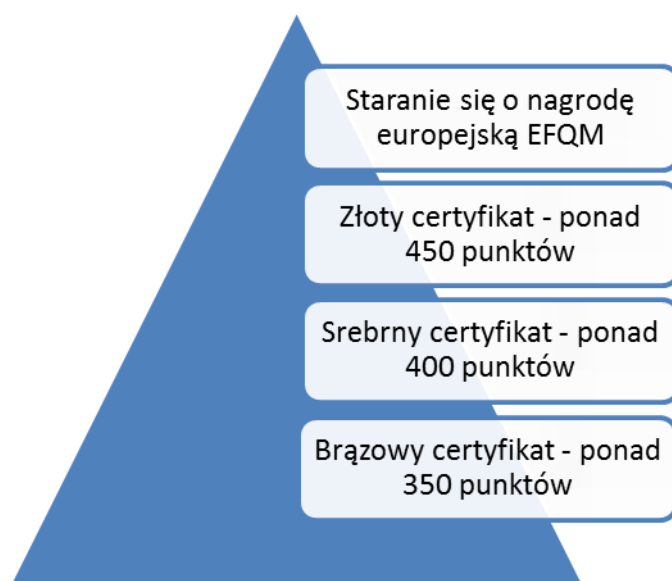 Staranie się o nagrodę
europejską EFQM
Złoty certyfikat - ponad
450 punktów
Srebrny certyfikat - ponad
400 punktów
Brązowy certyfikat - ponad
350 punktów